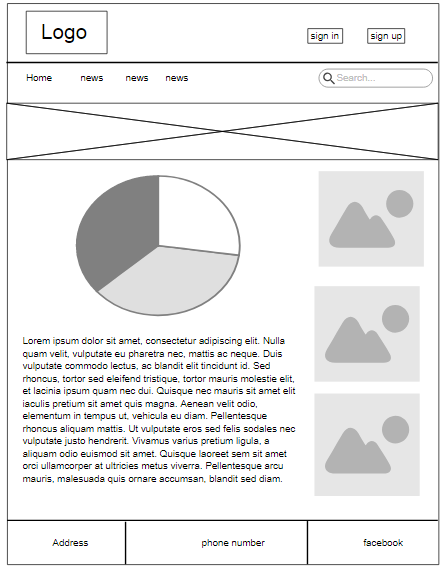 Logo
sign in
sign up
Home
news
news
news
Search...
Lorem ipsum dolor sit amet, consectetur adipiscing elit. Nulla
quam velit, vulputate eu pharetra nec, mattis ac neque. Duis
vulputate commodo lectus, ac blandit elit tincidunt id. Sed
rhoncus, tortor sed eleifend tristique, tortor mauris molestie elit,
et lacinia ipsum quam nec dui. Quisque nec mauris sit amet elit
iaculis pretium sit amet quis magna. Aenean velit odio,
elementum in tempus ut, vehicula eu diam. Pellentesque
rhoncus aliquam mattis. Ut vulputate eros sed felis sodales nec
vulputate justo hendrerit. Vivamus varius pretium ligula, a
aliquam odio euismod sit amet. Quisque laoreet sem sit amet
orci ullamcorper at ultricies metus viverra. Pellentesque arcu
mauris, malesuada quis ornare accumsan, blandit sed diam.
Address
phone number
facebook